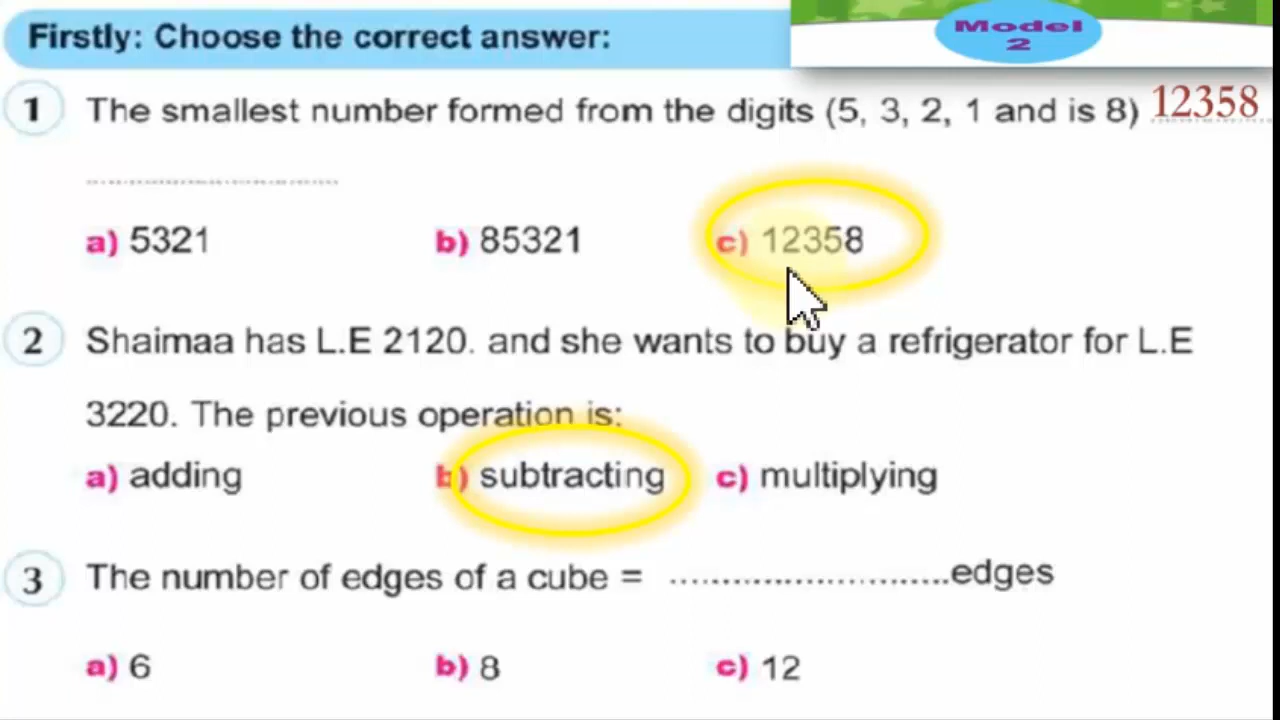 Firstly: Choose the correct answer:
Model
2
1 The smallest number formed from the digits (5, 3, 2, 1 and is 8) 12358
a) 5321 b) 85321 c) 12358
2 Shaimaa has L.E 2120. and she wants to buy a refrigerator for L.E
3220. The previous operation is:
a) adding b) subtracting c) multiplying
3 The number of edges of a cube = ............................edges
a) 6 b) 8 c) 12